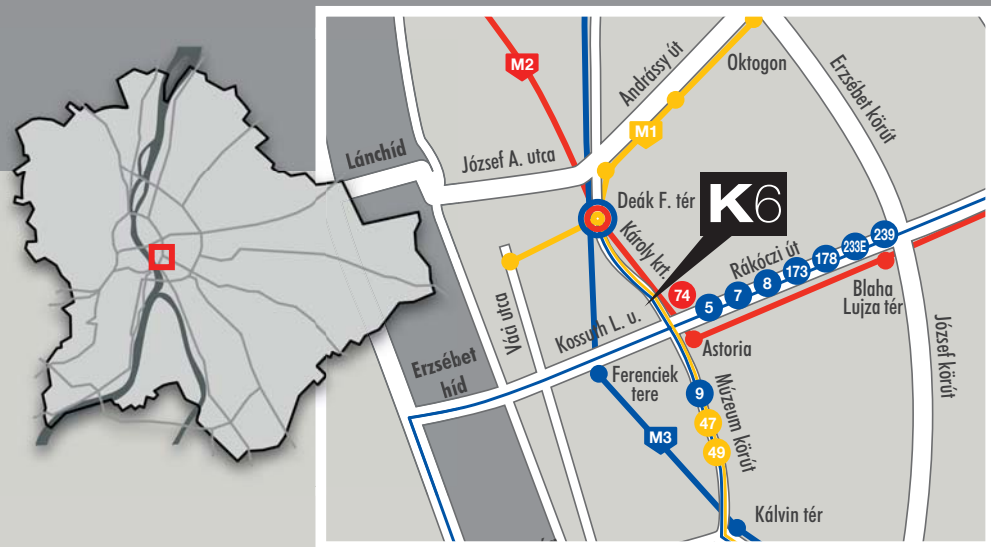 M2
Andrássy út
Oktogon
Erzsébet körút
M1
Lánchíd
József A. utca
Deák F. tér
K6
Károly krt.
Rákóczi út
74
5
7
8
173
178
233E
239
Blaha
Lujza tér
Váci utca
Kossuth L. u.
Astoria
József körút
Erzsébet
híd
Ferenciek
tere
9
47
49
Múzeum körút
M3
Kálvin tér